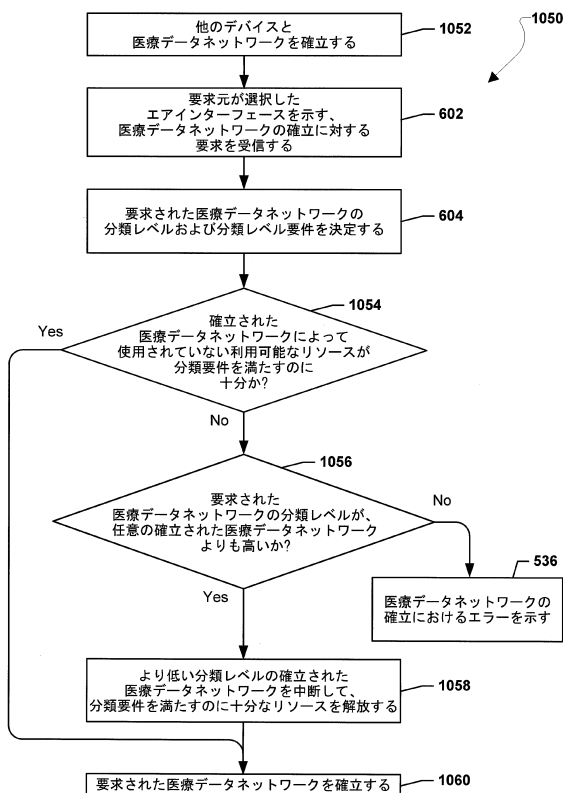 1050
他のデバイスと
医療データネットワークを確立する
1052
要求元が選択した
エアインターフェースを示す、
医療データネットワークの確立に対する
要求を受信する
602
要求された医療データネットワークの
分類レベルおよび分類レベル要件を決定する
604
1054
確立された
医療データネットワークによって
使用されていない利用可能なリソースが
分類要件を満たすのに
十分か?
Yes
No
1056
要求された
医療データネットワークの分類レベルが、
任意の確立された医療データネットワーク
よりも高いか?
No
536
医療データネットワークの
確立におけるエラーを示す
Yes
より低い分類レベルの確立された
医療データネットワークを中断して、
分類要件を満たすのに十分なリソースを解放する
1058
要求された医療データネットワークを確立する
1060